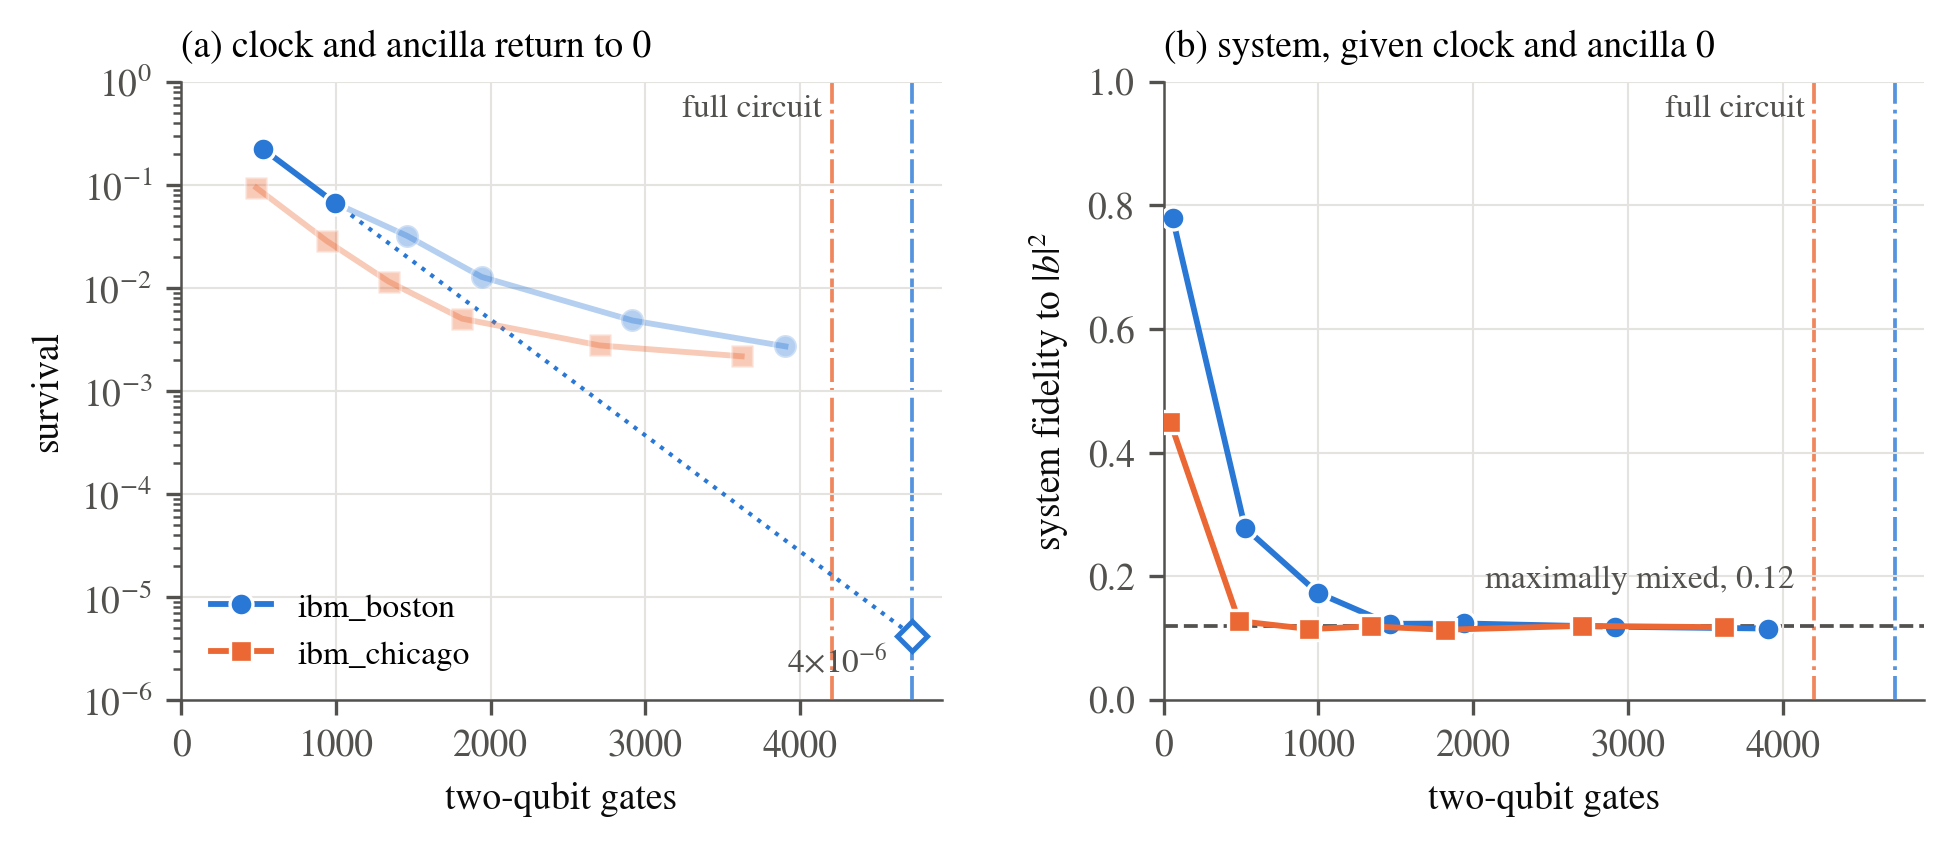 (a) clock and ancilla return to 0
10⁰
10⁻¹
10⁻²
10⁻³
10⁻⁴
10⁻⁵
10⁻⁶
survival
full circuit
ibm_boston
ibm_chicago
4×10⁻⁶
0 1000 2000 3000 4000
two-qubit gates
(b) system, given clock and ancilla 0
1.0
0.8
0.6
0.4
0.2
0.0
system fidelity to |b|²
full circuit
maximally mixed, 0.12
0 1000 2000 3000 4000
two-qubit gates